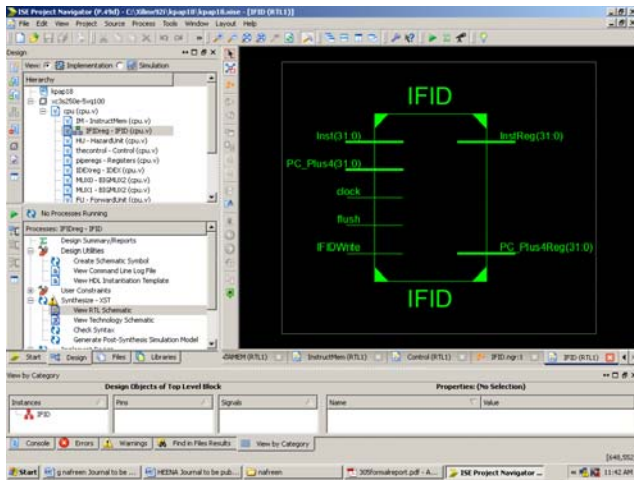 ISE Project Navigator (P.49d) - C:\Xilinx92i\kpap18\kpap18.xise - [IFID (RTL1)]
File Edit View Project Source Process Tools Window Layout Help
Design
View: Implementation Simulation
Hierarchy
kpap18
xc3s250e-5vq100
cpu (cpu.v)
IM - InstructMem (cpu.v)
IFIDreg - IFID (cpu.v)
HU - HazardUnit (cpu.v)
thecontrol - Control (cpu.v)
piperegs - Registers (cpu.v)
IDEXreg - IDEX (cpu.v)
MUX0 - BIGMUX2 (cpu.v)
MUX1 - BIGMUX2 (cpu.v)
FU - ForwardUnit (cpu.v)
No Processes Running
Processes: IFIDreg - IFID
Design Summary/Reports
Design Utilities
Create Schematic Symbol
View Command Line Log File
View HDL Instantiation Template
User Constraints
Synthesize - XST
View RTL Schematic
View Technology Schematic
Check Syntax
Generate Post-Synthesis Simulation Model
Start Design Files Libraries
IFID
Inst(31:0) InstReg(31:0)
PC_Plus4(31:0)
clock
flush
IFIDWrite PC_Plus4Reg(31:0)
IFID
InstructMem (RTL1) Control (RTL1) IFID.ngr:1 IFID (RTL1)
View by Category
Design Objects of Top Level Block Properties: (No Selection)
Instances Pins Signals Name Value
IFID
Console Errors Warnings Find in Files Results View by Category
[648,552]
Start g nafreen Journal to be ... HEENA Journal to be pub... nafreen 305formalreport.pdf - A... ISE Project Navigator ... 11:42 AM